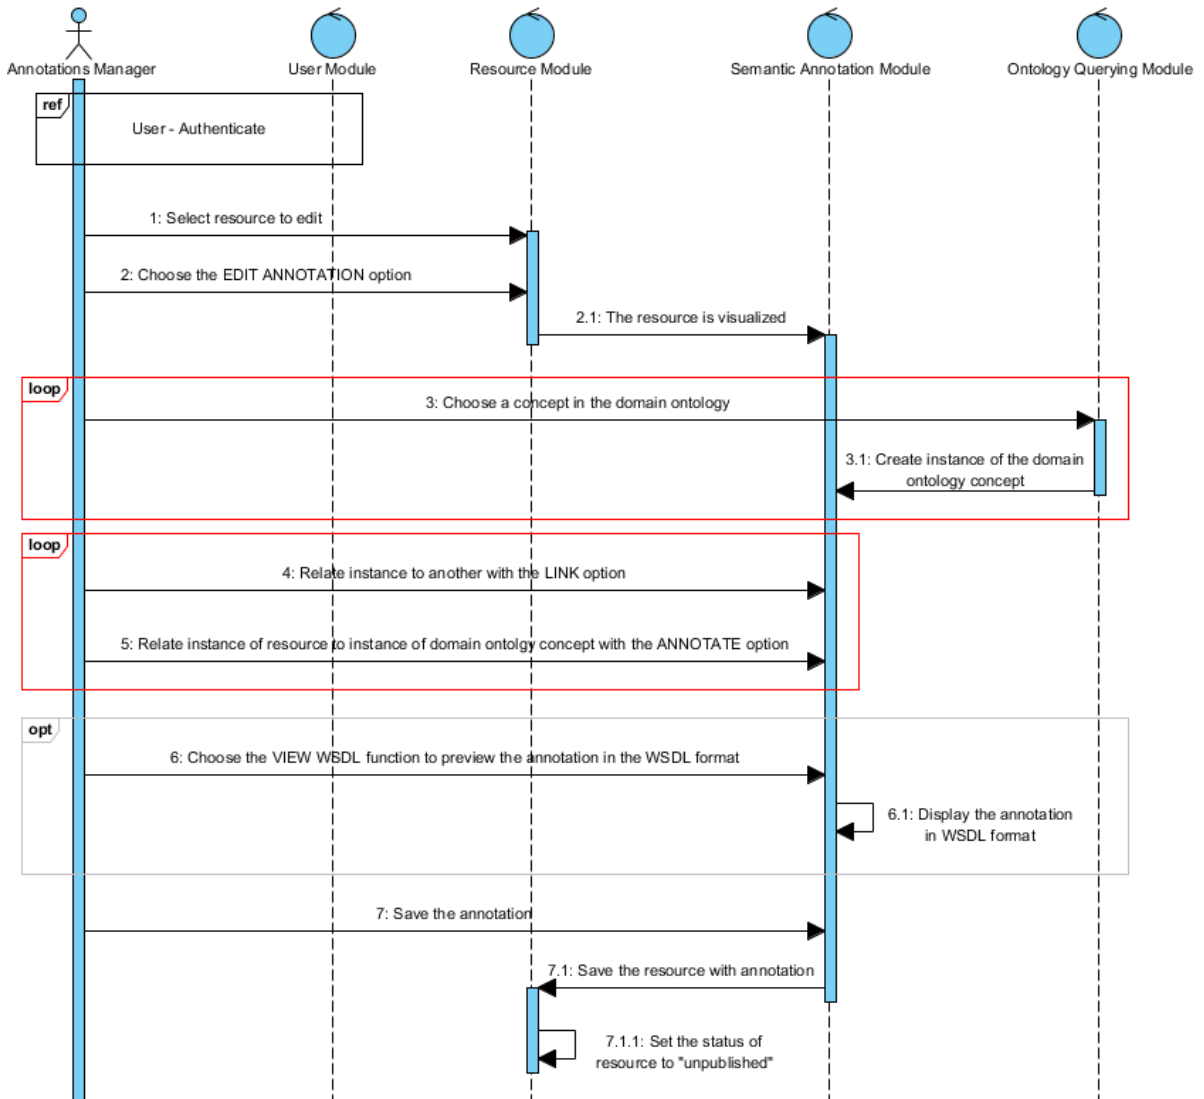 Annotations Manager
User Module
Resource Module
Semantic Annotation Module
Ontology Querying Module
ref
User - Authenticate
1: Select resource to edit
2: Choose the EDIT ANNOTATION option
2.1: The resource is visualized
loop
3: Choose a concept in the domain ontology
3.1: Create instance of the domain
ontology concept
loop
4: Relate instance to another with the LINK option
5: Relate instance of resource to instance of domain ontolgy concept with the ANNOTATE option
opt
6: Choose the VIEW WSDL function to preview the annotation in the WSDL format
6.1: Display the annotation
in WSDL format
7: Save the annotation
7.1: Save the resource with annotation
7.1.1: Set the status of
resource to "unpublished"